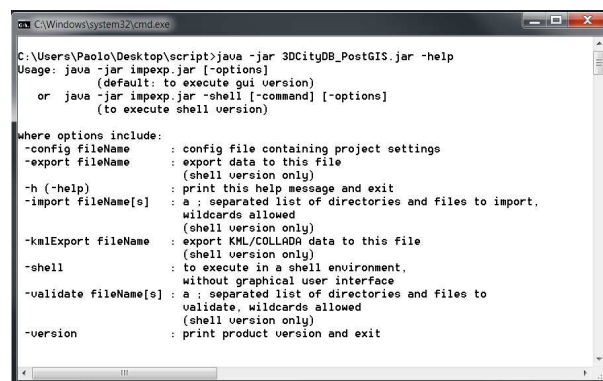 C:\Windows\system32\cmd.exe
C:\Users\Paolo\Desktop\script>java -jar 3DCityDB_PostGIS.jar -help
Usage: java -jar impexp.jar [-options]
(default: to execute gui version)
or java -jar impexp.jar -shell [-command] [-options]
(to execute shell version)
where options include:
-config fileName : config file containing project settings
-export fileName : export data to this file
(shell version only)
-h (-help) : print this help message and exit
-import fileName[s] : a ; separated list of directories and files to import,
wildcards allowed
(shell version only)
-kmlExport fileName : export KML/COLLADA data to this file
(shell version only)
-shell : to execute in a shell environment,
without graphical user interface
-validate fileName[s] : a ; separated list of directories and files to
validate, wildcards allowed
(shell version only)
-version : print product version and exit